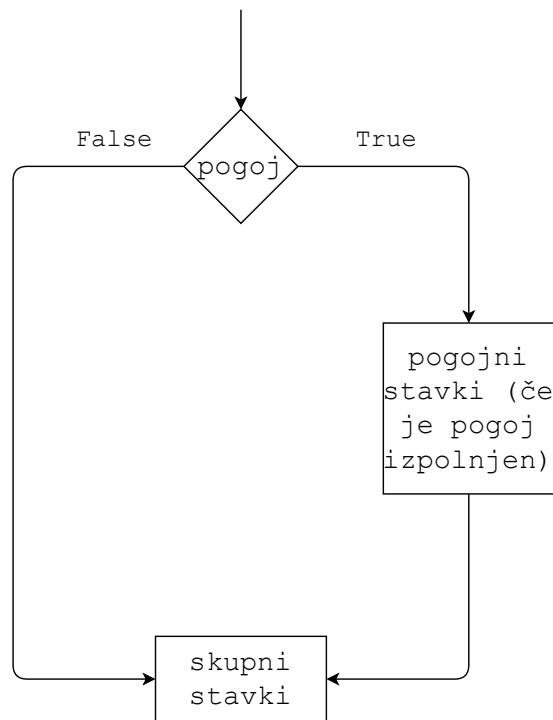 False
True
pogoj
pogojni
stavki (če
je pogoj
izpolnjen)
skupni
stavki